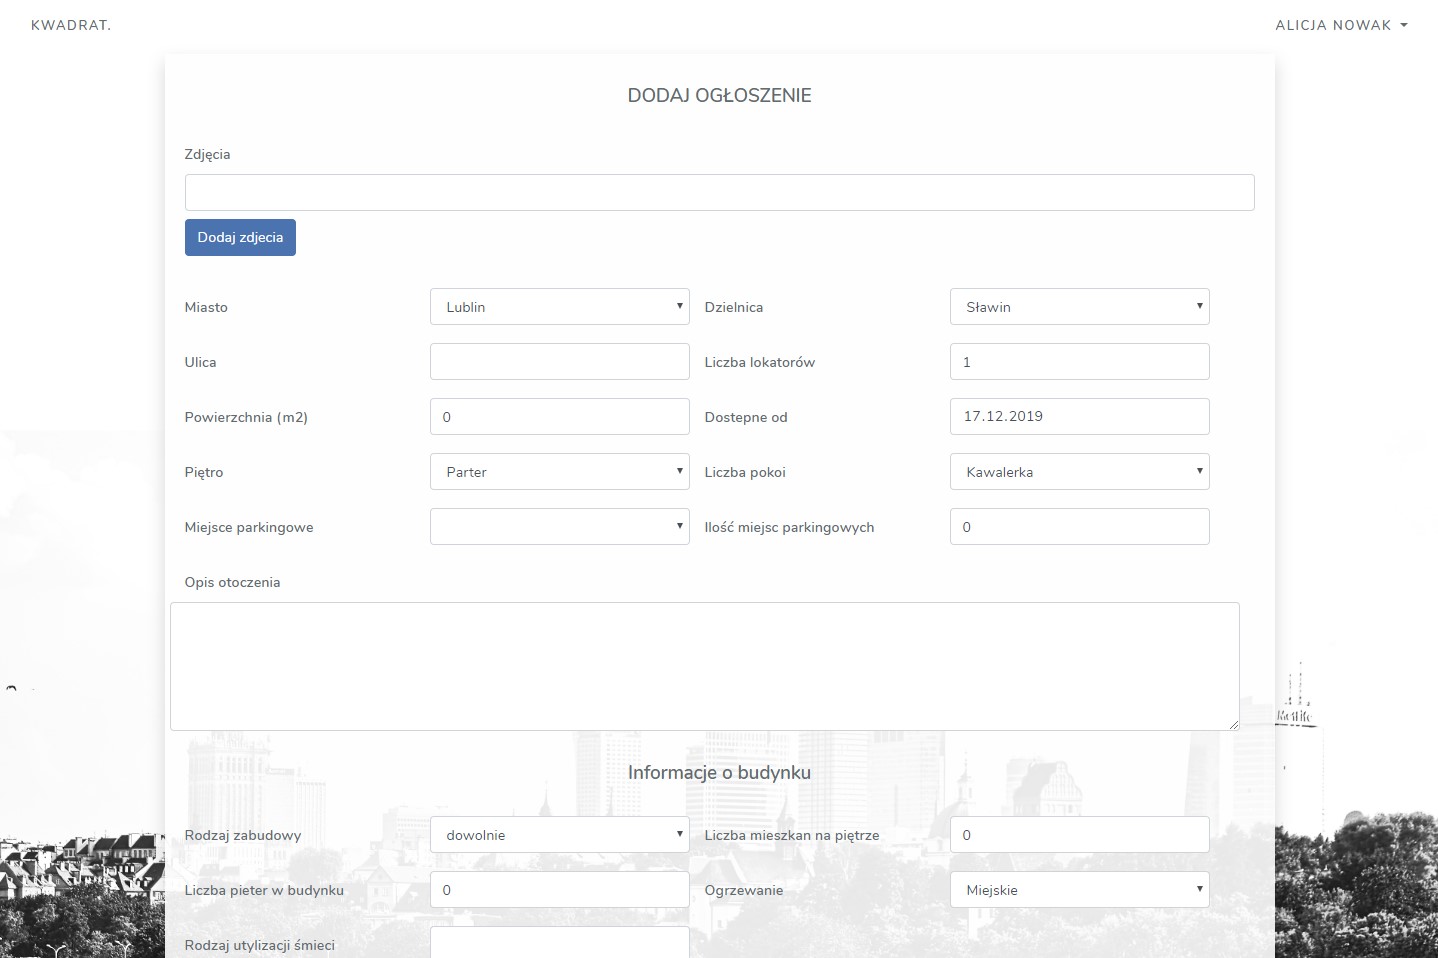 KWADRAT.
ALICJA NOWAK
DODAJ OGŁOSZENIE
Zdjęcia
Dodaj zdjecia
Miasto Lublin Dzielnica Sławin
Ulica Liczba lokatorów 1
Powierzchnia (m2) 0 Dostepne od 17.12.2019
Piętro Parter Liczba pokoi Kawalerka
Miejsce parkingowe Ilość miejsc parkingowych 0
Opis otoczenia
MetLife
Informacje o budynku
Rodzaj zabudowy dowolnie Liczba mieszkan na piętrze 0
Liczba pieter w budynku 0 Ogrzewanie Miejskie
Rodzaj utylizacji śmieci